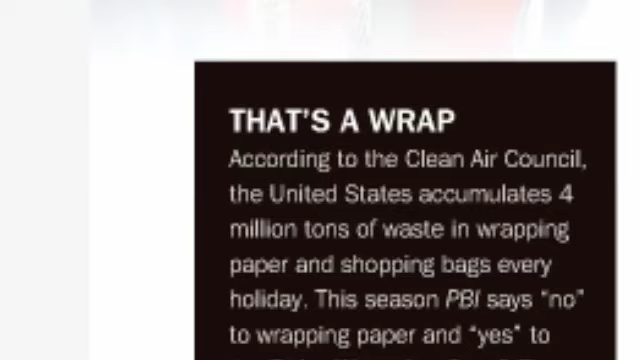 THAT'S A WRAP
According to the Clean Air Council,
the United States accumulates 4
million tons of waste in wrapping
paper and shopping bags every
holiday. This season PBI says “no”
to wrapping paper and “yes” to